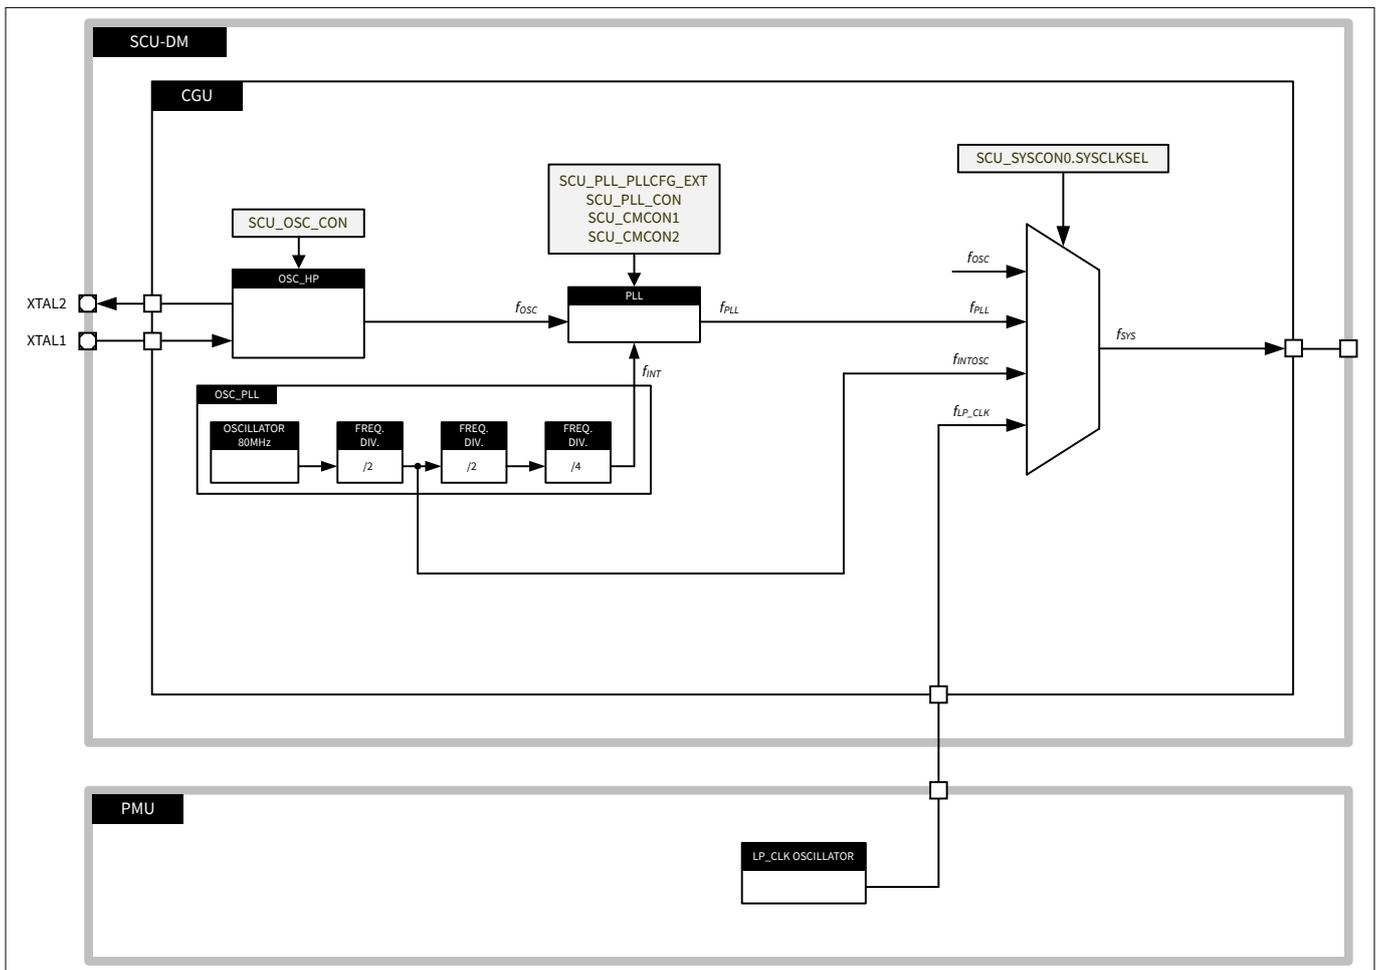 SCU-DM
CGU
SCU_SYSCON0.SYSCLKSEL
SCU_PLL_PLLCFG_EXT
SCU_PLL_CON
SCU_CMCON1
SCU_CMCON2
SCU_OSC_CON
OSC_HP
fOSC
PLL
XTAL2
fOSC
fPLL
fPLL
XTAL1
fSYS
fINT
fINTOSC
OSC_PLL
fLP_CLK
OSCILLATOR
80MHz
FREQ.
DIV.
FREQ.
DIV.
FREQ.
DIV.
/2
/2
/4
PMU
LP_CLK OSCILLATOR